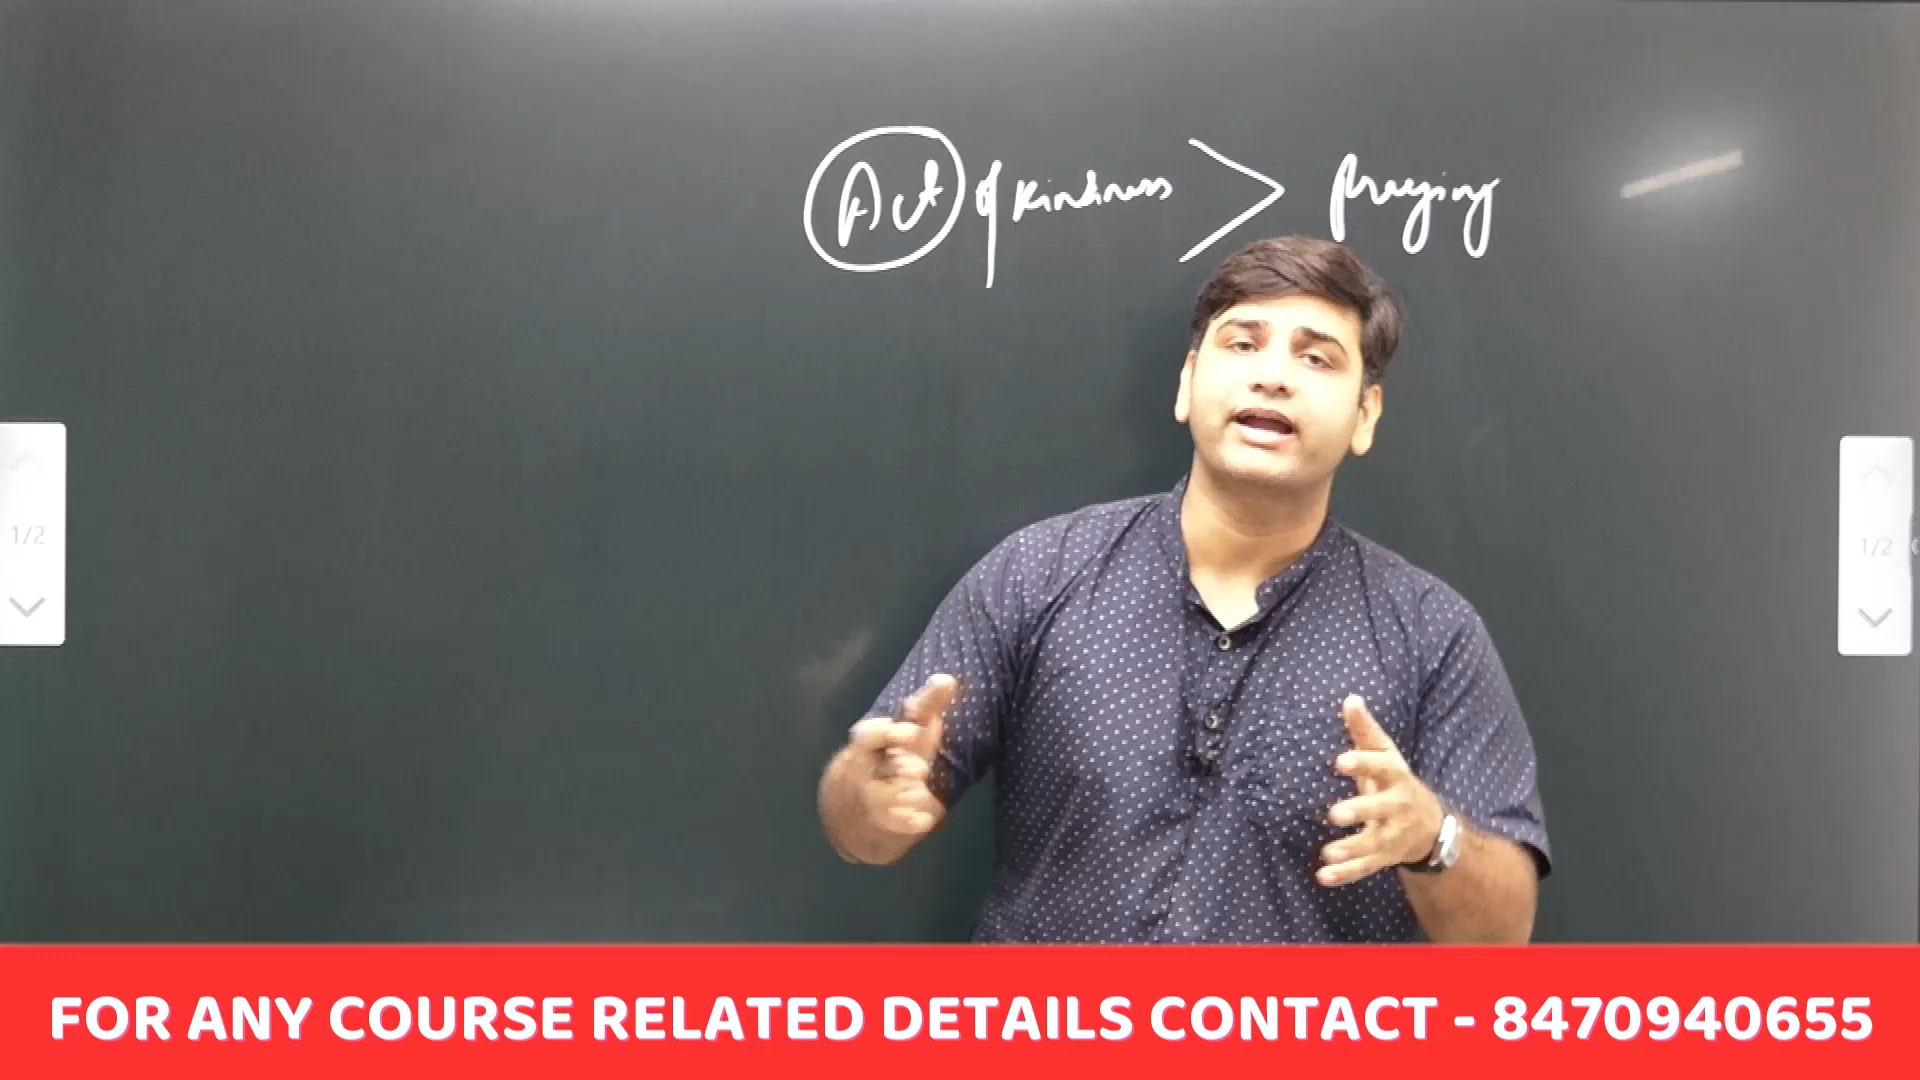 Act of kindness > Praying
1/2
1/2
FOR ANY COURSE RELATED DETAILS CONTACT - 8470940655